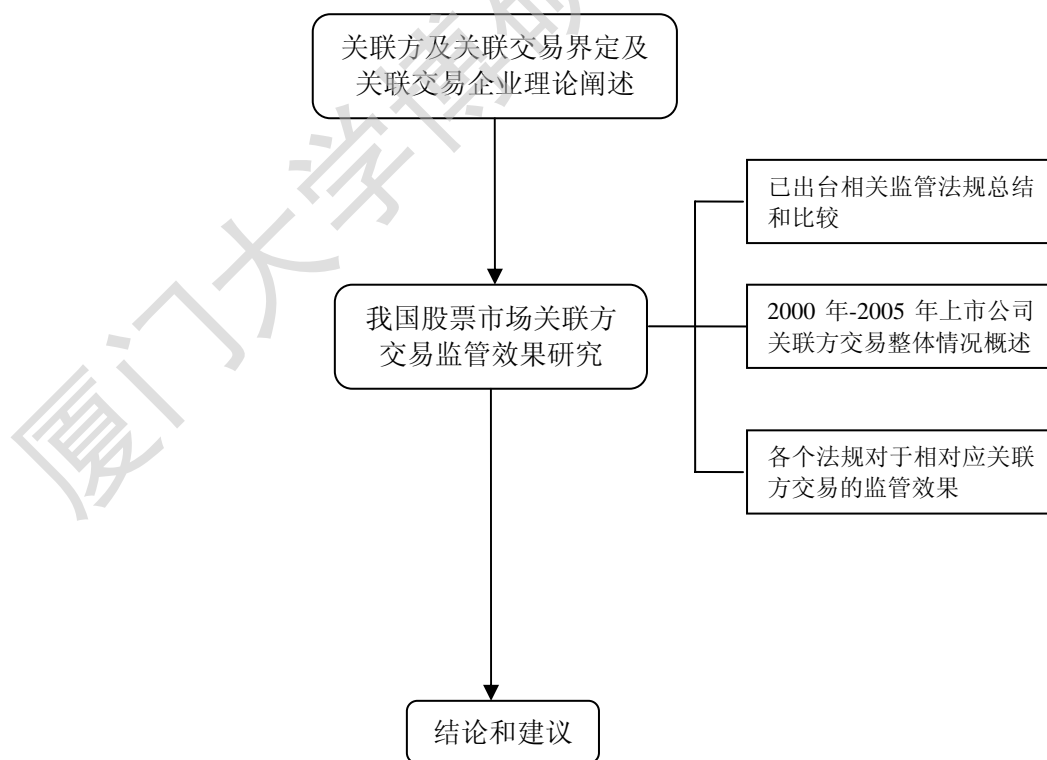 关联方及关联交易界定及
关联交易企业理论阐述
已出台相关监管法规总结
和比较
我国股票市场关联方
交易监管效果研究
2000 年-2005 年上市公司
关联方交易整体情况概述
各个法规对于相对应关联
方交易的监管效果
结论和建议
厦门大学博